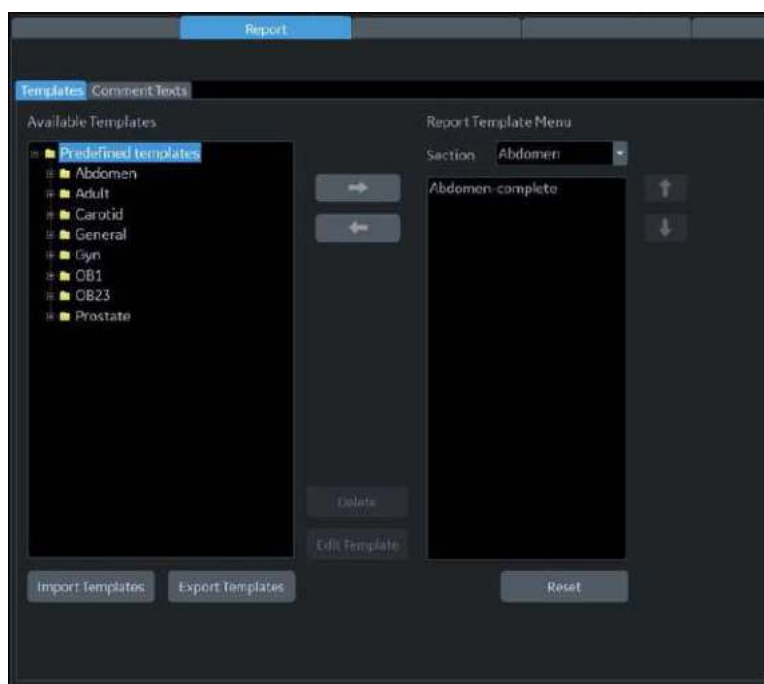 Report
Templates Comment Texts
Available Templates
Report Template Menu
Predefined templates
Abdomen
Adult
Carotid
General
Gyn
OB1
OB23
Prostate
Section Abdomen
Abdomen-complete
Delete
Edit Template
Import Templates Export Templates
Reset